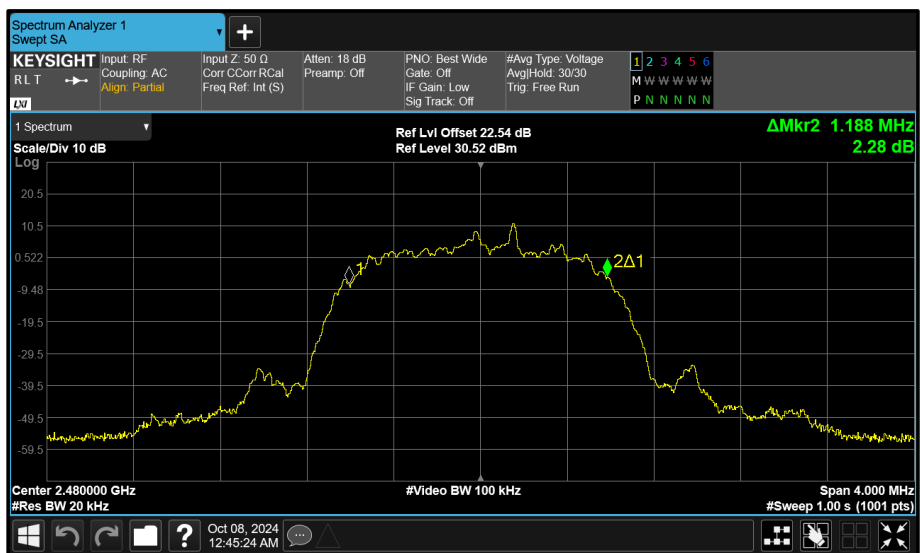 Spectrum Analyzer 1
Swept SA
+
KEYSIGHT
R L T
LXI
Input: RF
Coupling: AC
Align: Partial
Input Z: 50 Ω
Corr CCorr RCal
Freq Ref: Int (S)
Atten: 18 dB
Preamp: Off
PNO: Best Wide
Gate: Off
IF Gain: Low
Sig Track: Off
#Avg Type: Voltage
Avg|Hold: 30/30
Trig: Free Run
1 2 3 4 5 6
M W W W W W
P N N N N N
1 Spectrum
Scale/Div 10 dB
Ref Lvl Offset 22.54 dB
Ref Level 30.52 dBm
ΔMkr2 1.188 MHz
2.28 dB
Log
20.5
10.5
0.522
-9.48
-19.5
-29.5
-39.5
-49.5
-59.5
1
2Δ1
Center 2.480000 GHz
#Res BW 20 kHz
#Video BW 100 kHz
Span 4.000 MHz
#Sweep 1.00 s (1001 pts)
?
Oct 08, 2024
12:45:24 AM